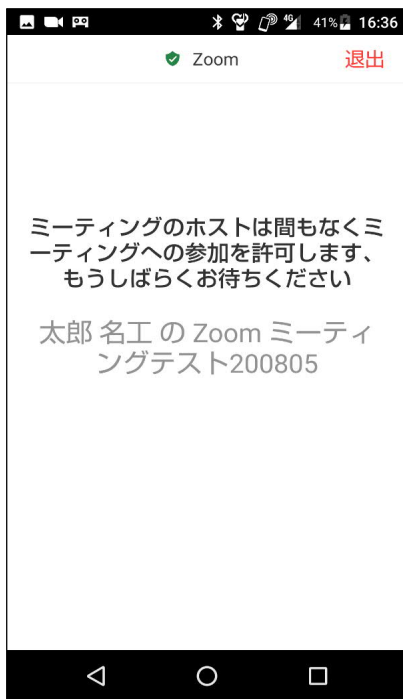 4G 41% 16:36
Zoom 退出
ミーティングのホストは間もなくミ
ーティングへの参加を許可します、
もうしばらくお待ちください
太郎 名工 の Zoom ミーティ
ングテスト200805